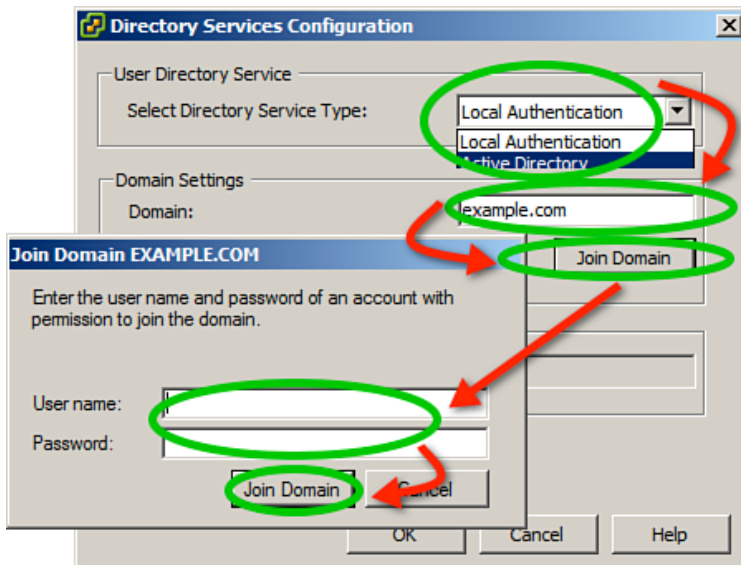 Directory Services Configuration
User Directory Service
Select Directory Service Type:
Local Authentication
Local Authentication
Active Directory
Domain Settings
Domain:
example.com
Join Domain
Join Domain EXAMPLE.COM
Enter the user name and password of an account with
permission to join the domain.
User name:
Password:
Join Domain
Cancel
OK
Cancel
Help